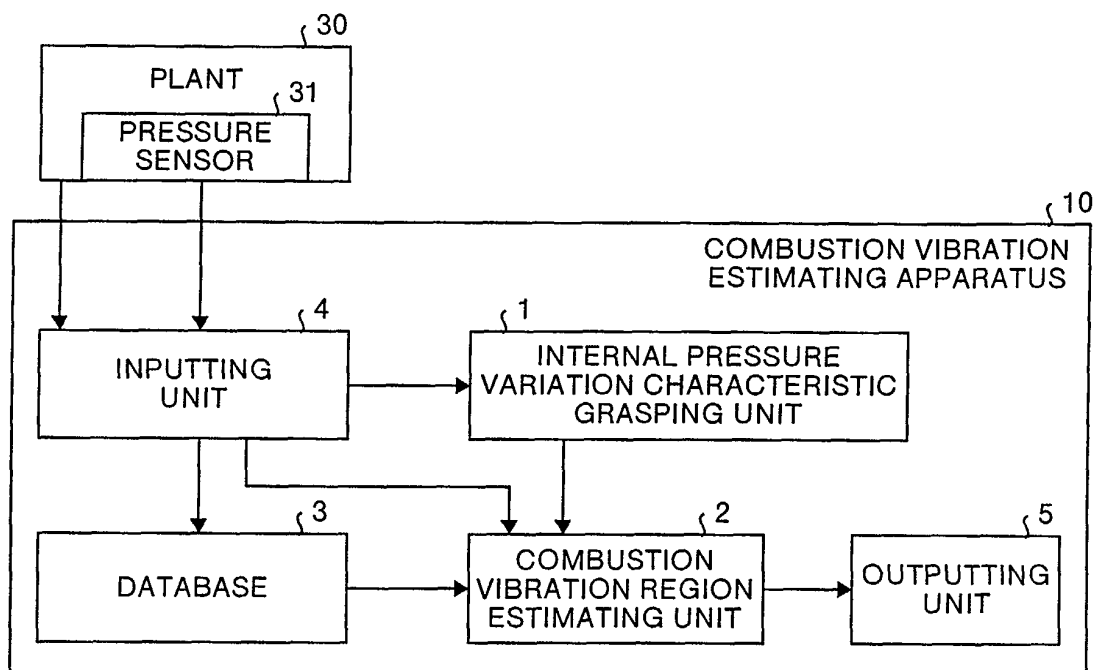 30
PLANT
31
PRESSURE
SENSOR
10
COMBUSTION VIBRATION
ESTIMATING APPARATUS
4
INPUTTING
UNIT
1
INTERNAL PRESSURE
VARIATION CHARACTERISTIC
GRASPING UNIT
3
DATABASE
2
COMBUSTION
VIBRATION REGION
ESTIMATING UNIT
5
OUTPUTTING
UNIT